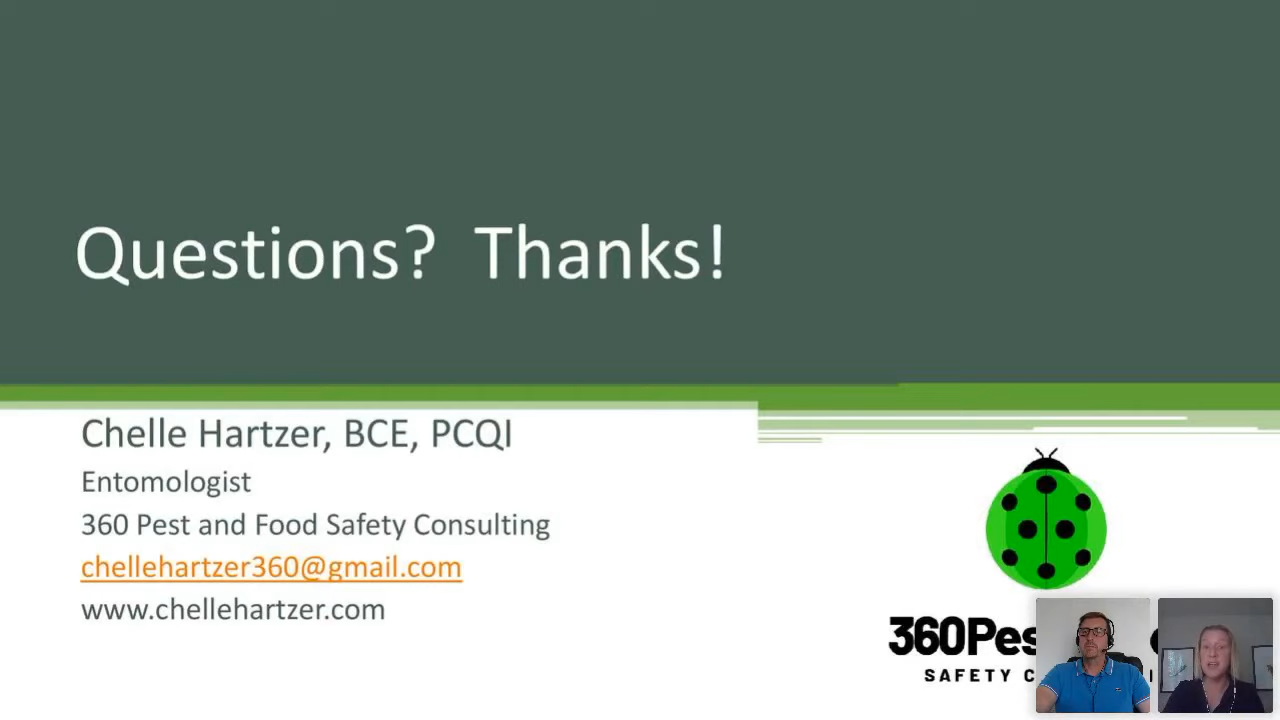 Questions?  Thanks!
Chelle Hartzer, BCE, PCQI
Entomologist
360 Pest and Food Safety Consulting
chellehartzer360@gmail.com
www.chellehartzer.com
SAFETY